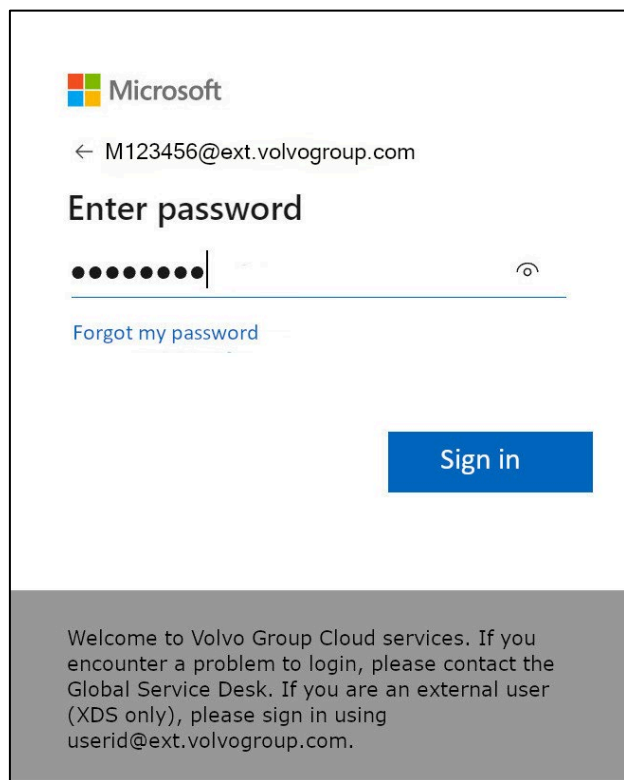 Microsoft
← M123456@ext.volvogroup.com
Enter password
●●●●●●●●
Forgot my password
Sign in
Welcome to Volvo Group Cloud services. If you
encounter a problem to login, please contact the
Global Service Desk. If you are an external user
(XDS only), please sign in using
userid@ext.volvogroup.com.